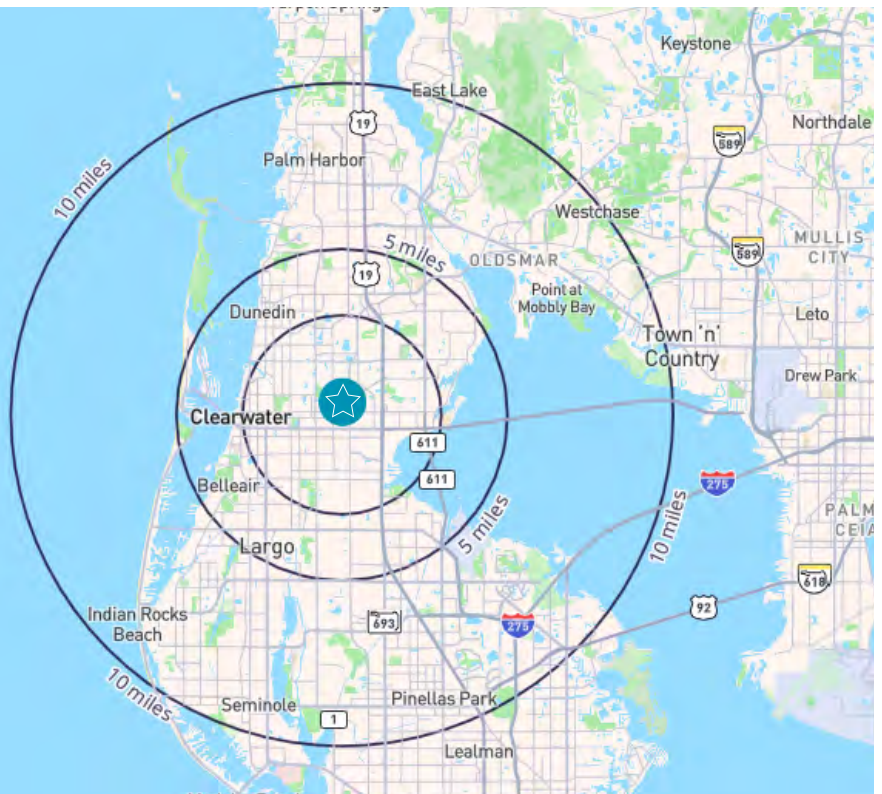 Keystone
East Lake
19
Northdale
589
Palm Harbor
10 miles
Westchase
5 miles
589
MULLIS
CITY
OLDSMAR
19
Point at
Mobbly Bay
Dunedin
Leto
Town 'n'
Country
Drew Park
Clearwater
611
611
Belleair
275
5 miles
10 miles
PALM
CEIA
Largo
618
92
Indian Rocks
Beach
693
275
10 miles
Seminole
Pinellas Park
1
Lealman